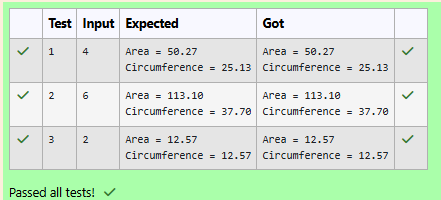 Test Input Expected Got
1 4 Area = 50.27 Area = 50.27
Circumference = 25.13 Circumference = 25.13
2 6 Area = 113.10 Area = 113.10
Circumference = 37.70 Circumference = 37.70
3 2 Area = 12.57 Area = 12.57
Circumference = 12.57 Circumference = 12.57
Passed all tests!